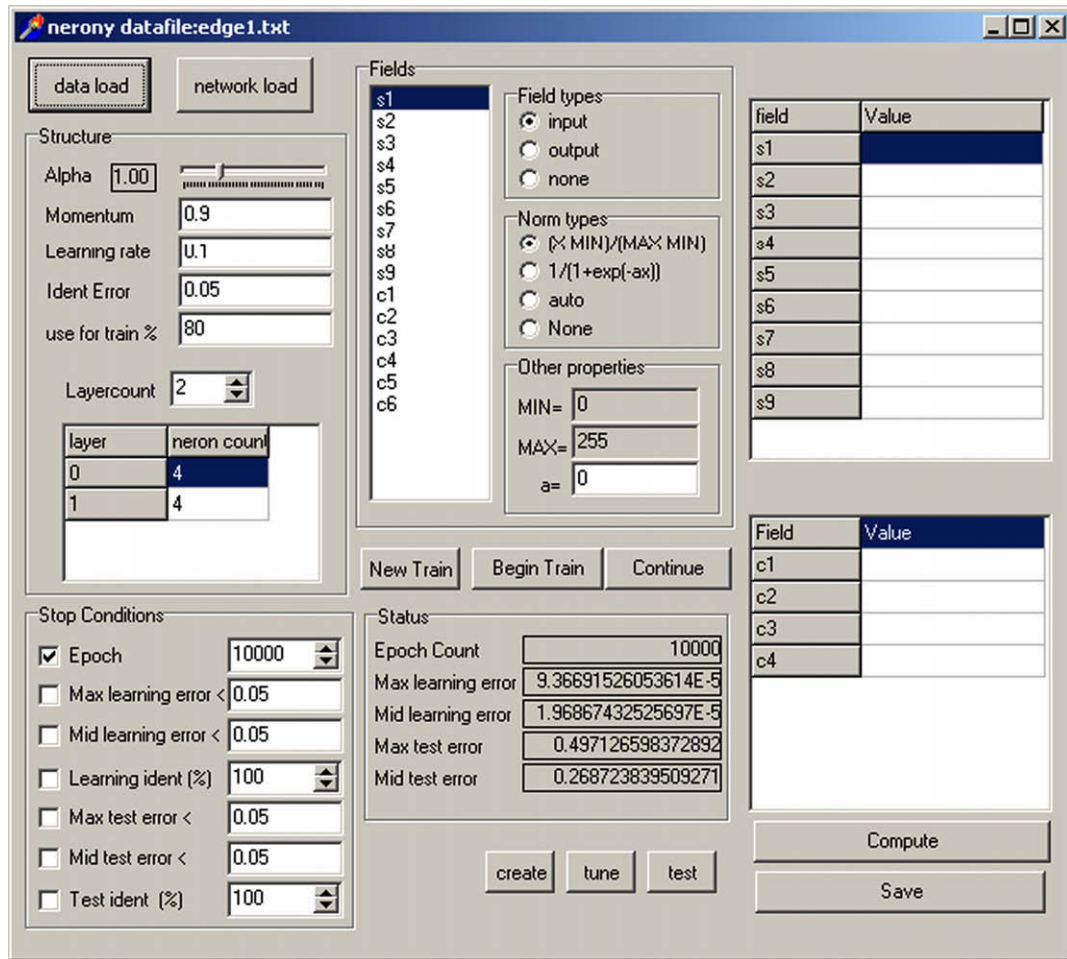 nerony datafile:edge1.txt
data load
network load
Structure
Alpha 1.00
Momentum 0.9
Learning rate 0.1
Ident Error 0.05
use for train % 80
Layercount 2
layer neron count
0 4
1 4
Fields
s1
s2
s3
s4
s5
s6
s7
s8
s9
c1
c2
c3
c4
c5
c6
Field types
input
output
none
Norm types
(X MIN)/(MAX MIN)
1/(1+exp(-ax))
auto
None
Other properties
MIN= 0
MAX= 255
a= 0
New Train
Begin Train
Continue
Stop Conditions
Epoch 10000
Max learning error < 0.05
Mid learning error < 0.05
Learning ident (%) 100
Max test error < 0.05
Mid test error < 0.05
Test ident (%) 100
Status
Epoch Count 10000
Max learning error 9.36691526053614E-5
Mid learning error 1.96867432525697E-5
Max test error 0.497126598372892
Mid test error 0.268723839509271
create
tune
test
field Value
s1
s2
s3
s4
s5
s6
s7
s8
s9
Field Value
c1
c2
c3
c4
Compute
Save